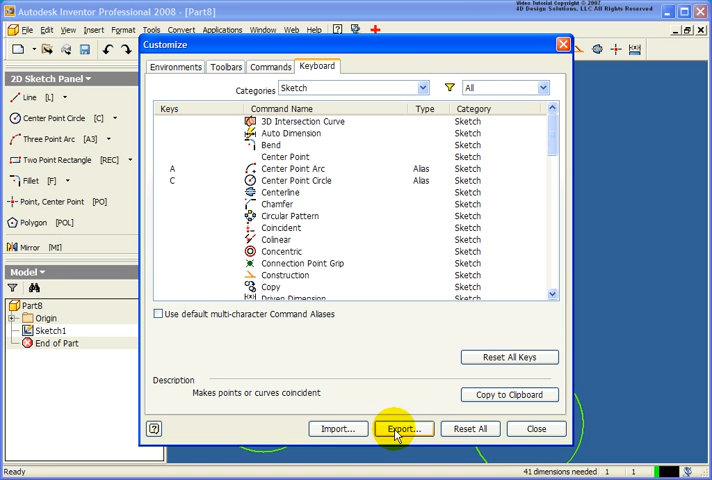 Autodesk Inventor Professional 2008 - [Part8]
Video Tutorial Copyright © 2007
4D Design Solutions, LLC All Rights Reserved
File Edit View Insert Format Tools Convert Applications Window Web Help
Customize
Environments Toolbars Commands Keyboard
Categories Sketch All
Keys Command Name Type Category
3D Intersection Curve Sketch
Auto Dimension Sketch
Bend Sketch
Center Point Sketch
A Center Point Arc Alias Sketch
C Center Point Circle Alias Sketch
Centerline Sketch
Chamfer Sketch
Circular Pattern Sketch
Coincident Sketch
Colinear Sketch
Concentric Sketch
Connection Point Grip Sketch
Construction Sketch
Copy Sketch
Driven Dimension Sketch
Use default multi-character Command Aliases
Reset All Keys
Description
Makes points or curves coincident
Copy to Clipboard
Import... Export... Reset All Close
2D Sketch Panel
Line [L]
Center Point Circle [C]
Three Point Arc [A3]
Two Point Rectangle [REC]
Fillet [F]
Point, Center Point [PO]
Polygon [POL]
Mirror [MI]
Model
Part8
Origin
Sketch1
End of Part
Ready 41 dimensions needed 1 1